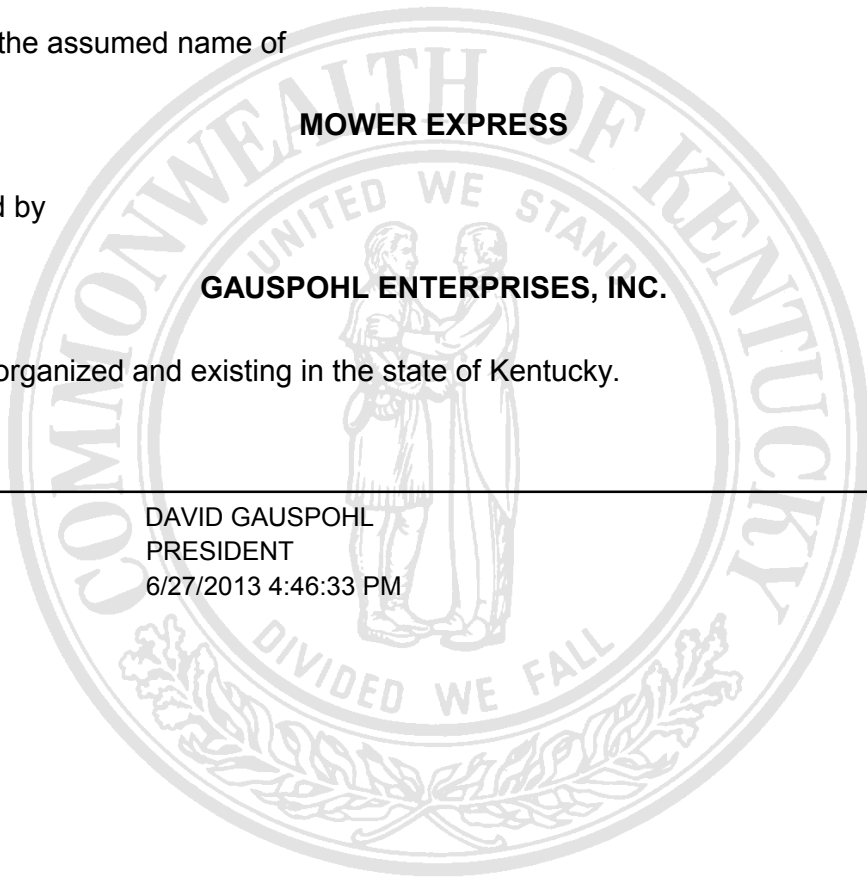 the assumed name of
MOWER EXPRESS
d by
GAUSPOHL ENTERPRISES, INC.
organized and existing in the state of Kentucky.
DAVID GAUSPOHL
PRESIDENT
6/27/2013 4:46:33 PM
COMMONWEALTH OF KENTUCKY
UNITED WE STAND
DIVIDED WE FALL